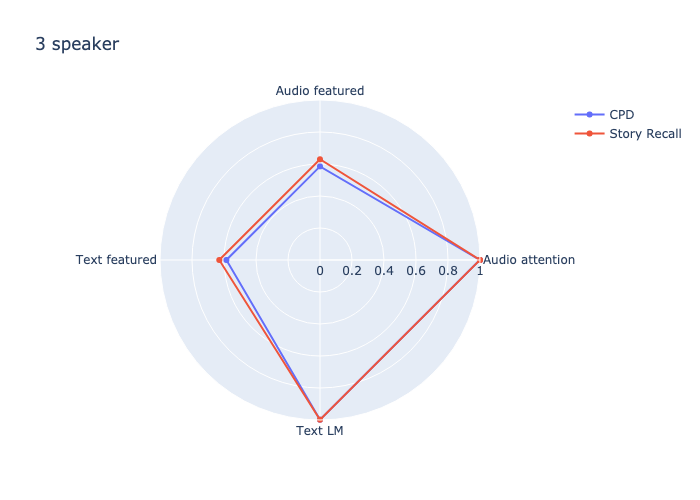 3 speaker
Audio featured
CPD
Story Recall
Text featured
Audio attention
0 0.2 0.4 0.6 0.8 1
Text LM